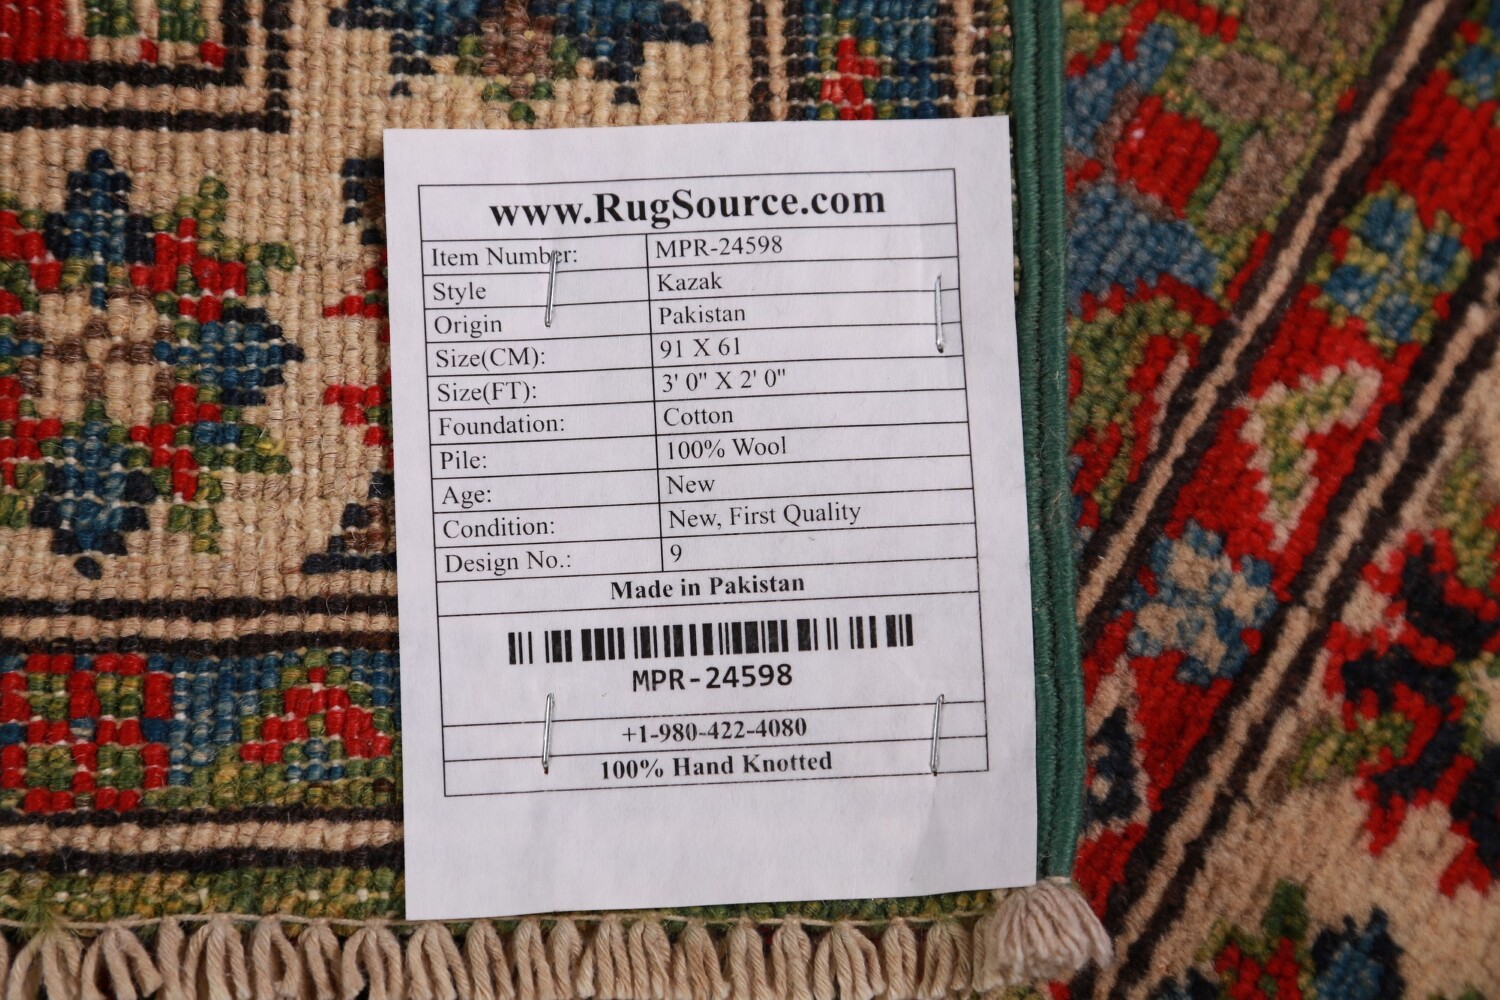 www.RugSource.com
Item Number: MPR-24598
Style Kazak
Origin Pakistan
Size(CM): 91 X 61
Size(FT): 3' 0" X 2' 0"
Foundation: Cotton
Pile: 100% Wool
Age: New
Condition: New, First Quality
Design No.: 9
Made in Pakistan
MPR-24598
+1-980-422-4080
100% Hand Knotted